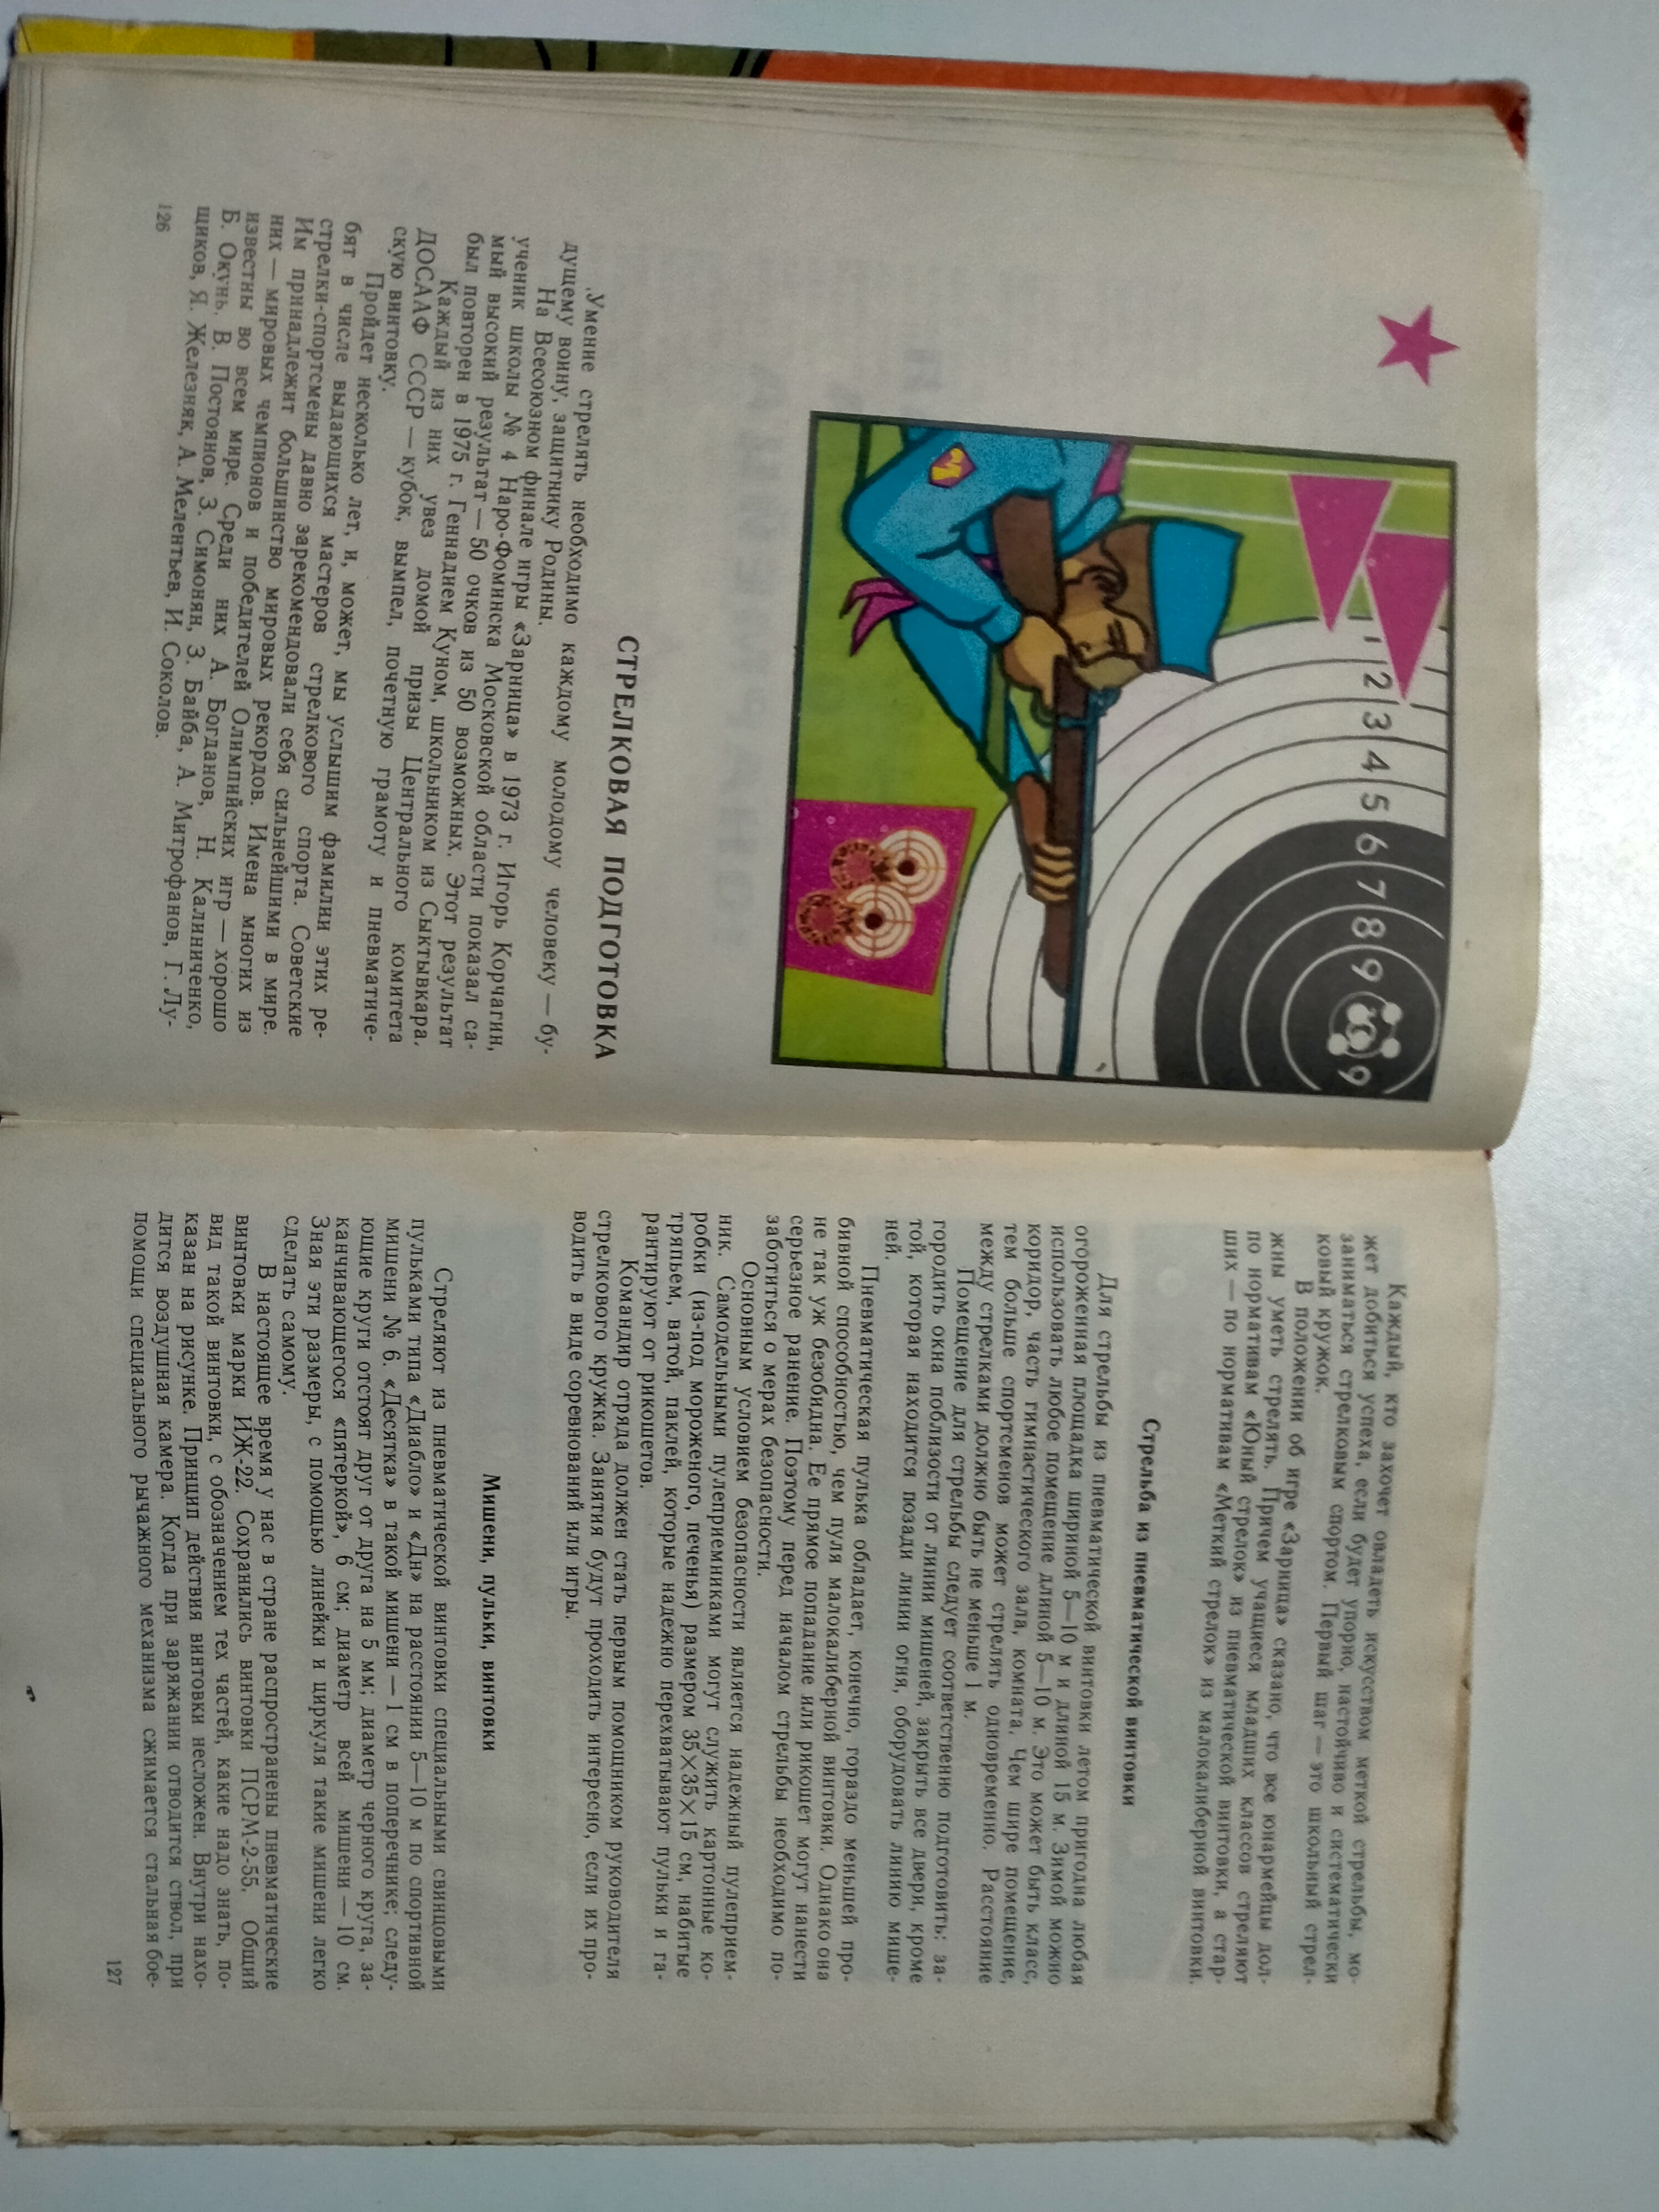 1 2 3 4 5 6 7 8 9 10 9
СТРЕЛКОВАЯ ПОДГОТОВКА
Умение стрелять необходимо каждому молодому человеку — бу-
дущему воину, защитнику Родины.
На Всесоюзном финале игры «Зарница» в 1973 г. Игорь Корчагин,
ученик школы № 4 Наро-Фоминска Московской области показал са-
мый высокий результат — 50 очков из 50 возможных. Этот результат
был повторен в 1975 г. Геннадием Куном, школьником из Сыктывкара.
Каждый из них увез домой призы Центрального комитета
ДОСААФ СССР — кубок, вымпел, почетную грамоту и пневматиче-
скую винтовку.
Пройдет несколько лет, и, может, мы услышим фамилии этих ре-
бят в числе выдающихся мастеров стрелкового спорта. Советские
стрелки-спортсмены давно зарекомендовали себя сильнейшими в мире.
Им принадлежит большинство мировых рекордов. Имена многих из
них — мировых чемпионов и победителей Олимпийских игр — хорошо
известны во всем мире. Среди них А. Богданов, Н. Калиниченко,
Б. Окунь, В. Постоянов, З. Симонян, З. Байба, А. Митрофанов, Г. Лу-
щиков, Я. Железняк, А. Мелентьев, И. Соколов.
126
Каждый, кто захочет овладеть искусством меткой стрельбы, мо-
жет добиться успеха, если будет упорно, настойчиво и систематически
заниматься стрелковым спортом. Первый шаг — это школьный стрел-
ковый кружок.
В положении об игре «Зарница» сказано, что все юнармейцы дол-
жны уметь стрелять. Причем учащиеся младших классов стреляют
по нормативам «Юный стрелок» из пневматической винтовки, а стар-
ших — по нормативам «Меткий стрелок» из малокалиберной винтовки.
Стрельба из пневматической винтовки
Для стрельбы из пневматической винтовки летом пригодна любая
огороженная площадка шириной 5—10 м и длиной 15 м. Зимой можно
использовать любое помещение длиной 5—10 м. Это может быть класс,
коридор, часть гимнастического зала, комната. Чем шире помещение,
тем больше спортсменов может стрелять одновременно. Расстояние
между стрелками должно быть не меньше 1 м.
Помещение для стрельбы следует соответственно подготовить: за-
городить окна поблизости от линии мишеней, закрыть все двери, кроме
той, которая находится позади линии огня, оборудовать линию мише-
ней.
Пневматическая пулька обладает, конечно, гораздо меньшей про-
бивной способностью, чем пуля малокалиберной винтовки. Однако она
не так уж безобидна. Ее прямое попадание или рикошет могут нанести
серьезное ранение. Поэтому перед началом стрельбы необходимо по-
заботиться о мерах безопасности.
Основным условием безопасности является надежный пулеприем-
ник. Самодельными пулеприемниками могут служить картонные ко-
робки (из-под мороженого, печенья) размером 35×35×15 см, набитые
тряпьем, ватой, паклей, которые надежно перехватывают пульки и га-
рантируют от рикошетов.
Командир отряда должен стать первым помощником руководителя
стрелкового кружка. Занятия будут проходить интересно, если их про-
водить в виде соревнований или игры.
Мишени, пульки, винтовки
Стреляют из пневматической винтовки специальными свинцовыми
пульками типа «Диабло» и «Дн» на расстоянии 5—10 м по спортивной
мишени № 6. «Десятка» в такой мишени — 1 см в поперечнике; следу-
ющие круги отстоят друг от друга на 5 мм; диаметр черного круга, за-
канчивающегося «пятеркой», 6 см; диаметр всей мишени — 10 см.
Зная эти размеры, с помощью линейки и циркуля такие мишени легко
сделать самому.
В настоящее время у нас в стране распространены пневматические
винтовки марки ИЖ-22. Сохранились винтовки ПСРМ-2-55. Общий
вид такой винтовки, с обозначением тех частей, какие надо знать, по-
казан на рисунке. Принцип действия винтовки несложен. Внутри нахо-
дится воздушная камера. Когда при заряжании отводится ствол, при
помощи специального рычажного механизма сжимается стальная бое-
127